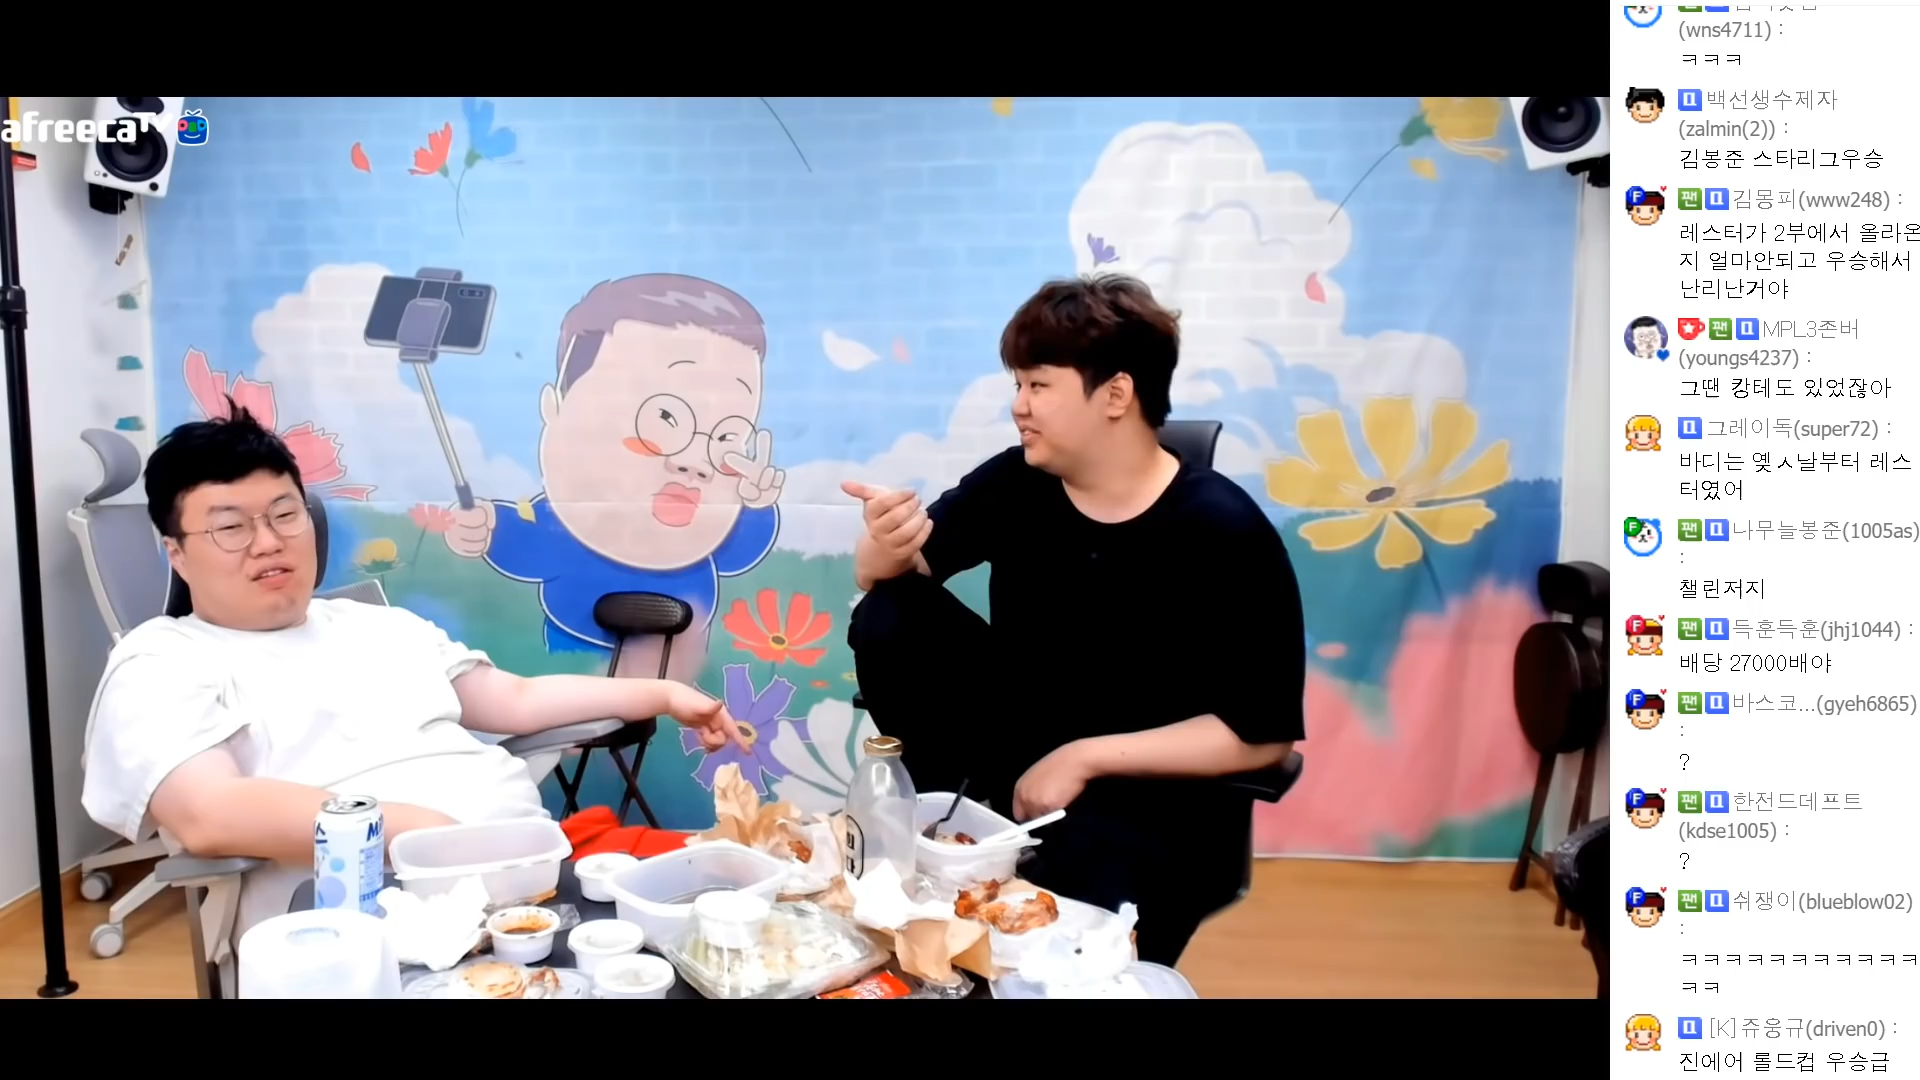 afreecaTV
(wns4711) :
ㅋㅋㅋ
백선생수제자
(zalmin(2)) :
김봉준 스타리그우승
팬 김몽피(www248) :
레스터가 2부에서 올라온
지 얼마안되고 우승해서
난리난거야
팬 MPL3존버
(youngs4237) :
그땐 캉테도 있었잖아
그레이독(super72) :
바디는 옞ㅅ날부터 레스
터였어
팬 나무늘봉준(1005as)
:
챌린저지
팬 득훈득훈(jhj1044) :
배당 27000배야
팬 바스코...(gyeh6865)
:
?
팬 한전드데프트
(kdse1005) :
?
팬 쉬쟁이(blueblow02)
:
ㅋㅋㅋㅋㅋㅋㅋㅋㅋㅋㅋ
ㅋㅋ
[K]쥬웅규(driven0) :
진에어 롤드컵 우승급